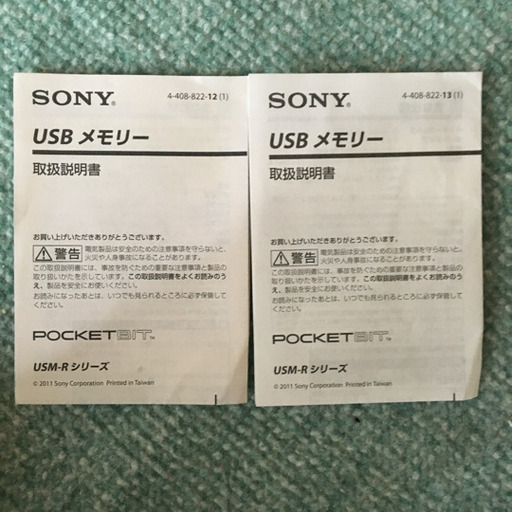 SONY® 4-408-822-12 (1)
USB メモリー
取扱説明書
お買い上げいただきありがとうございます。
警告 電気製品は安全のための注意事項を守らないと、
火災や人身事故になることがあります。
この取扱説明書には、事故を防ぐための重要な注意事項と製品の
取り扱いかたを示しています。この取扱説明書をよくお読みのう
え、製品を安全にお使いください。
お読みになったあとは、いつでも見られるところに必ず保管して
ください。
POCKETBIT™
USM-R シリーズ
© 2011 Sony Corporation Printed in Taiwan
SONY® 4-408-822-13 (1)
USB メモリー
取扱説明書
お買い上げいただきありがとうございます。
警告 電気製品は安全のための注意事項を守らないと、
火災や人身事故になることがあります。
この取扱説明書には、事故を防ぐための重要な注意事項と製品の
取り扱いかたを示しています。この取扱説明書をよくお読みのう
え、製品を安全にお使いください。
お読みになったあとは、いつでも見られるところに必ず保管して
ください。
POCKETBIT™
USM-R シリーズ
© 2011 Sony Corporation Printed in Taiwan